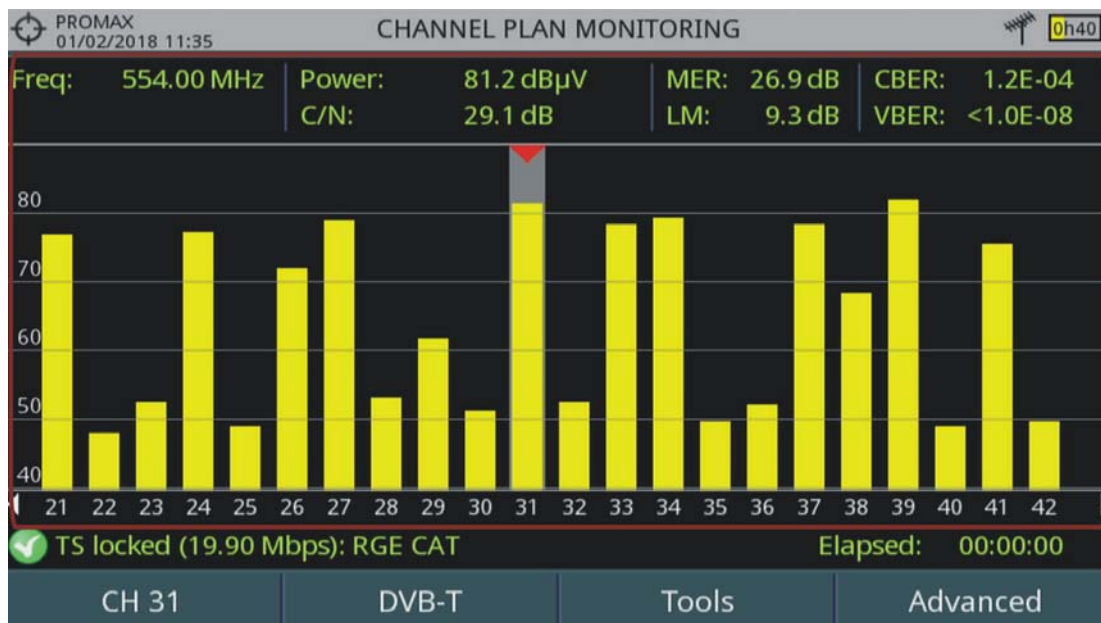 PROMAX
01/02/2018 11:35
CHANNEL PLAN MONITORING
0h40
Freq: 554.00 MHz Power: 81.2 dBµV MER: 26.9 dB CBER: 1.2E-04
C/N: 29.1 dB LM: 9.3 dB VBER: <1.0E-08
80
70
60
50
40
21 22 23 24 25 26 27 28 29 30 31 32 33 34 35 36 37 38 39 40 41 42
TS locked (19.90 Mbps): RGE CAT Elapsed: 00:00:00
CH 31 DVB-T Tools Advanced